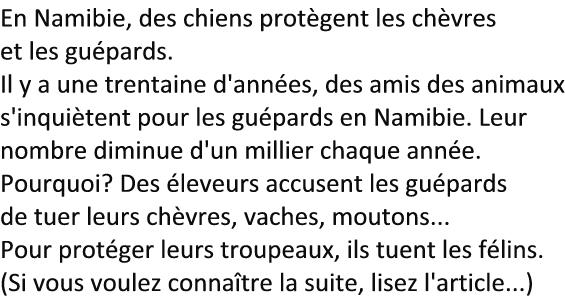 En Namibie, des chiens protègent les chèvres
et les guépards.
Il y a une trentaine d'années, des amis des animaux
s'inquiètent pour les guépards en Namibie. Leur
nombre diminue d'un millier chaque année.
Pourquoi? Des éleveurs accusent les guépards
de tuer leurs chèvres, vaches, moutons...
Pour protéger leurs troupeaux, ils tuent les félins.
(Si vous voulez connaître la suite, lisez l'article...)